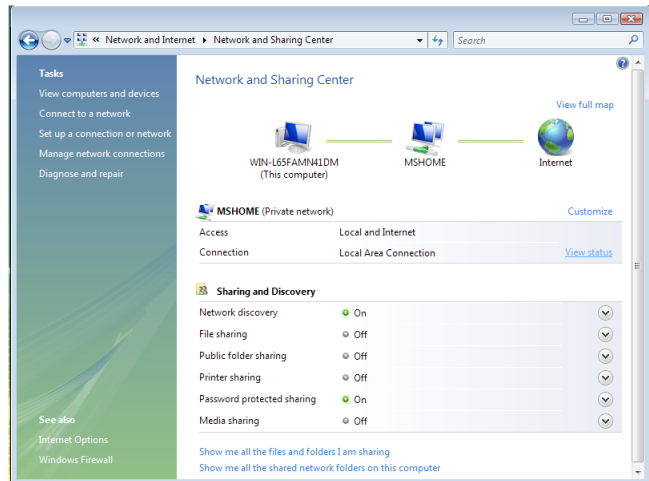 « Network and Internet ▸ Network and Sharing Center
Search
Tasks
View computers and devices
Connect to a network
Set up a connection or network
Manage network connections
Diagnose and repair
See also
Internet Options
Windows Firewall
Network and Sharing Center
View full map
WIN-L65FAMN41DM
(This computer)
MSHOME
Internet
MSHOME (Private network)
Customize
Access Local and Internet
Connection Local Area Connection View status
Sharing and Discovery
Network discovery On
File sharing Off
Public folder sharing Off
Printer sharing Off
Password protected sharing On
Media sharing Off
Show me all the files and folders I am sharing
Show me all the shared network folders on this computer